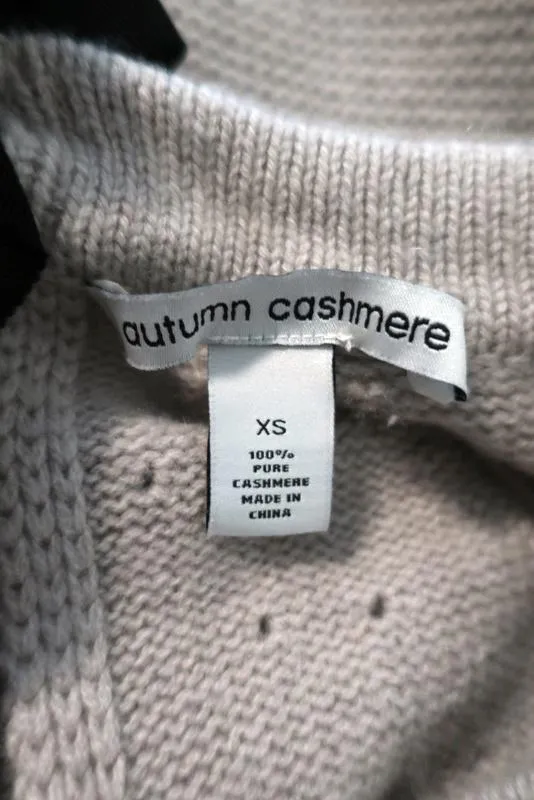 autumn cashmere
XS
100%
PURE
CASHMERE
MADE IN
CHINA